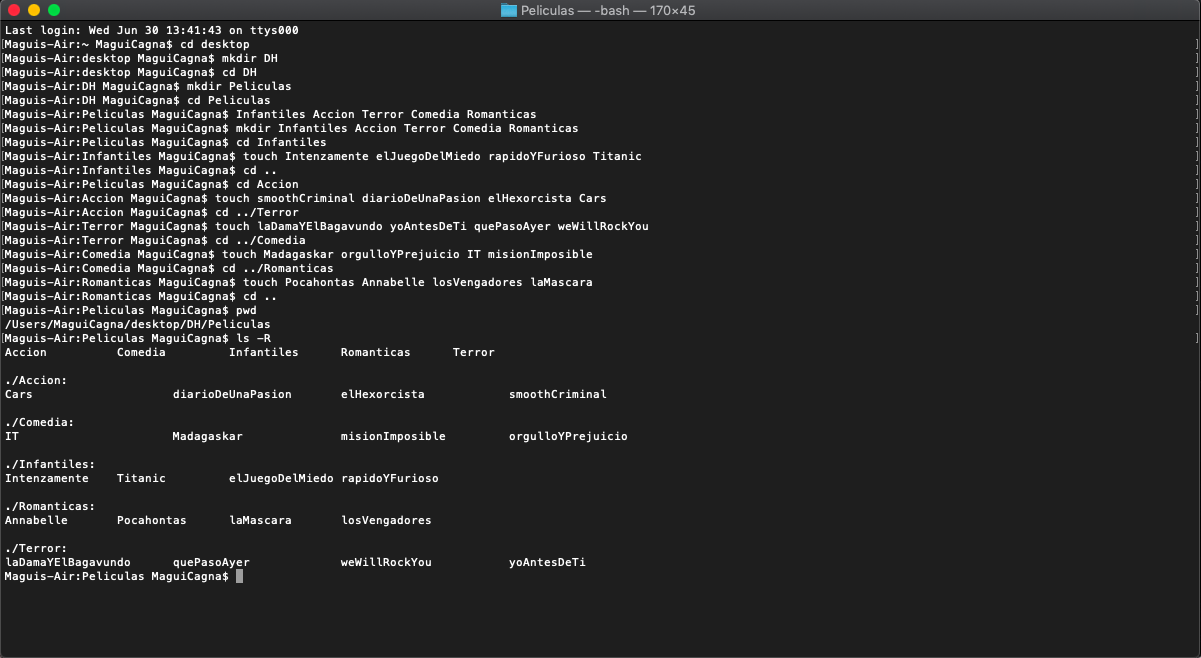 Peliculas — -bash — 170×45
Last login: Wed Jun 30 13:41:43 on ttys000
[Maguis-Air:~ MaguiCagna$ cd desktop ]
[Maguis-Air:desktop MaguiCagna$ mkdir DH ]
[Maguis-Air:desktop MaguiCagna$ cd DH ]
[Maguis-Air:DH MaguiCagna$ mkdir Peliculas ]
[Maguis-Air:DH MaguiCagna$ cd Peliculas ]
[Maguis-Air:Peliculas MaguiCagna$ Infantiles Accion Terror Comedia Romanticas ]
[Maguis-Air:Peliculas MaguiCagna$ mkdir Infantiles Accion Terror Comedia Romanticas ]
[Maguis-Air:Peliculas MaguiCagna$ cd Infantiles ]
[Maguis-Air:Infantiles MaguiCagna$ touch Intenzamente elJuegoDelMiedo rapidoYFurioso Titanic ]
[Maguis-Air:Infantiles MaguiCagna$ cd .. ]
[Maguis-Air:Peliculas MaguiCagna$ cd Accion ]
[Maguis-Air:Accion MaguiCagna$ touch smoothCriminal diarioDeUnaPasion elHexorcista Cars ]
[Maguis-Air:Accion MaguiCagna$ cd ../Terror ]
[Maguis-Air:Terror MaguiCagna$ touch laDamaYElBagavundo yoAntesDeTi quePasoAyer weWillRockYou ]
[Maguis-Air:Terror MaguiCagna$ cd ../Comedia ]
[Maguis-Air:Comedia MaguiCagna$ touch Madagaskar orgulloYPrejuicio IT misionImposible ]
[Maguis-Air:Comedia MaguiCagna$ cd ../Romanticas ]
[Maguis-Air:Romanticas MaguiCagna$ touch Pocahontas Annabelle losVengadores laMascara ]
[Maguis-Air:Romanticas MaguiCagna$ cd .. ]
[Maguis-Air:Peliculas MaguiCagna$ pwd ]
/Users/MaguiCagna/desktop/DH/Peliculas
[Maguis-Air:Peliculas MaguiCagna$ ls -R ]
Accion Comedia Infantiles Romanticas Terror
./Accion:
Cars diarioDeUnaPasion elHexorcista smoothCriminal
./Comedia:
IT Madagaskar misionImposible orgulloYPrejuicio
./Infantiles:
Intenzamente Titanic elJuegoDelMiedo rapidoYFurioso
./Romanticas:
Annabelle Pocahontas laMascara losVengadores
./Terror:
laDamaYElBagavundo quePasoAyer weWillRockYou yoAntesDeTi
Maguis-Air:Peliculas MaguiCagna$